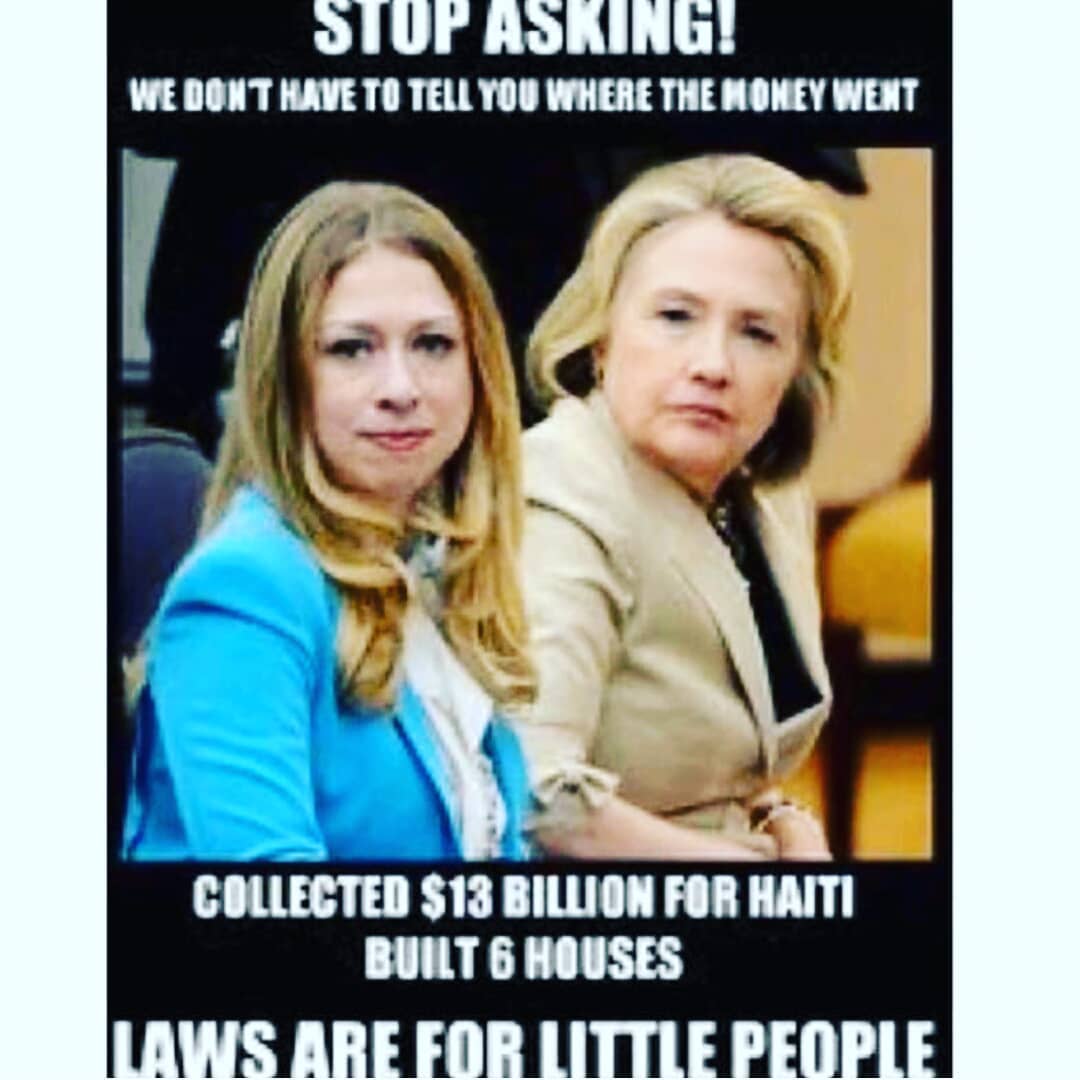 STOP ASKING!
WE DON'T HAVE TO TELL YOU WHERE THE MONEY WENT
COLLECTED $13 BILLION FOR HAITI
BUILT 6 HOUSES
LAWS ARE FOR LITTLE PEOPLE